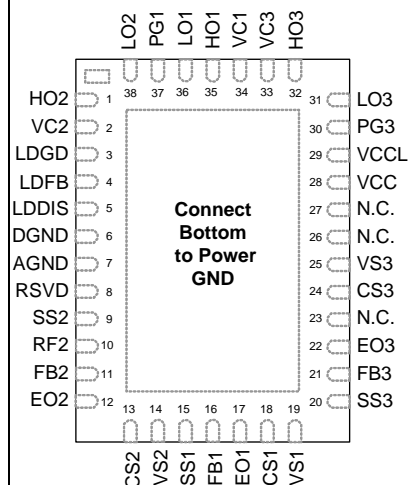 LO2 PG1 LO1 HO1 VC1 VC3 HO3
38 37 36 35 34 33 32
HO2 1
VC2 2
LDGD 3
LDFB 4
LDDIS 5
DGND 6
AGND 7
RSVD 8
SS2 9
RF2 10
FB2 11
EO2 12
Connect
Bottom
to Power
GND
31 LO3
30 PG3
29 VCCL
28 VCC
27 N.C.
26 N.C.
25 VS3
24 CS3
23 N.C.
22 EO3
21 FB3
20 SS3
13 14 15 16 17 18 19
CS2 VS2 SS1 FB1 EO1 CS1 VS1